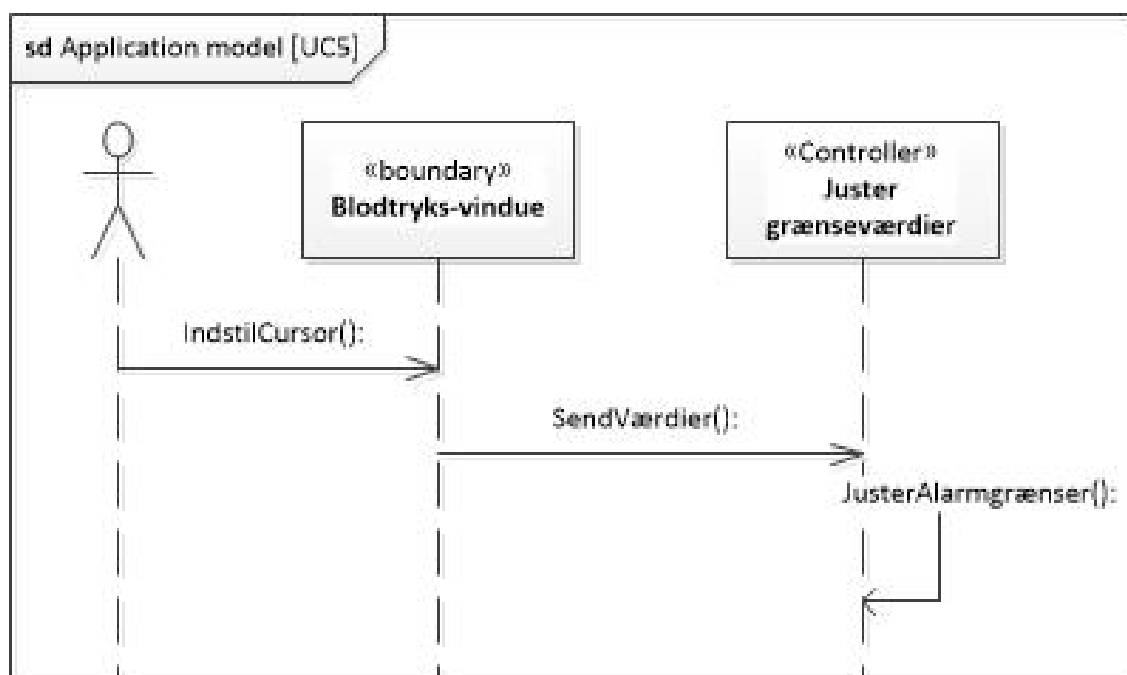 sd Application model [UC5]
«boundary»
Blodtryks-vindue
«Controller»
Juster
grænseværdier
IndstilCursor():
SendVærdier():
JusterAlarmgrænser():